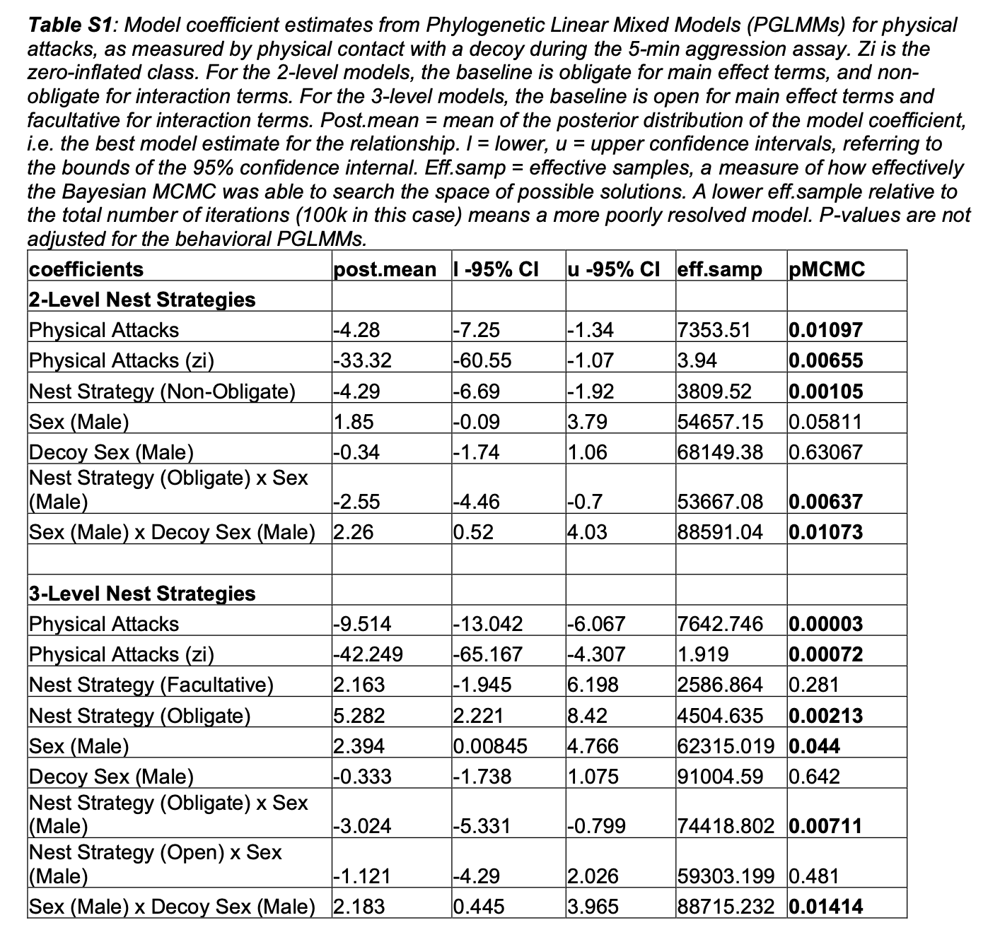 Table S1: Model coefficient estimates from Phylogenetic Linear Mixed Models (PGLMMs) for physical
attacks, as measured by physical contact with a decoy during the 5-min aggression assay. Zi is the
zero-inflated class. For the 2-level models, the baseline is obligate for main effect terms, and non-
obligate for interaction terms. For the 3-level models, the baseline is open for main effect terms and
facultative for interaction terms. Post.mean = mean of the posterior distribution of the model coefficient,
i.e. the best model estimate for the relationship. l = lower, u = upper confidence intervals, referring to
the bounds of the 95% confidence internal. Eff.samp = effective samples, a measure of how effectively
the Bayesian MCMC was able to search the space of possible solutions. A lower eff.sample relative to
the total number of iterations (100k in this case) means a more poorly resolved model. P-values are not
adjusted for the behavioral PGLMMs.
coefficients post.mean l -95% CI u -95% CI eff.samp pMCMC
2-Level Nest Strategies
Physical Attacks -4.28 -7.25 -1.34 7353.51 0.01097
Physical Attacks (zi) -33.32 -60.55 -1.07 3.94 0.00655
Nest Strategy (Non-Obligate) -4.29 -6.69 -1.92 3809.52 0.00105
Sex (Male) 1.85 -0.09 3.79 54657.15 0.05811
Decoy Sex (Male) -0.34 -1.74 1.06 68149.38 0.63067
Nest Strategy (Obligate) x Sex
(Male) -2.55 -4.46 -0.7 53667.08 0.00637
Sex (Male) x Decoy Sex (Male) 2.26 0.52 4.03 88591.04 0.01073
3-Level Nest Strategies
Physical Attacks -9.514 -13.042 -6.067 7642.746 0.00003
Physical Attacks (zi) -42.249 -65.167 -4.307 1.919 0.00072
Nest Strategy (Facultative) 2.163 -1.945 6.198 2586.864 0.281
Nest Strategy (Obligate) 5.282 2.221 8.42 4504.635 0.00213
Sex (Male) 2.394 0.00845 4.766 62315.019 0.044
Decoy Sex (Male) -0.333 -1.738 1.075 91004.59 0.642
Nest Strategy (Obligate) x Sex
(Male) -3.024 -5.331 -0.799 74418.802 0.00711
Nest Strategy (Open) x Sex
(Male) -1.121 -4.29 2.026 59303.199 0.481
Sex (Male) x Decoy Sex (Male) 2.183 0.445 3.965 88715.232 0.01414